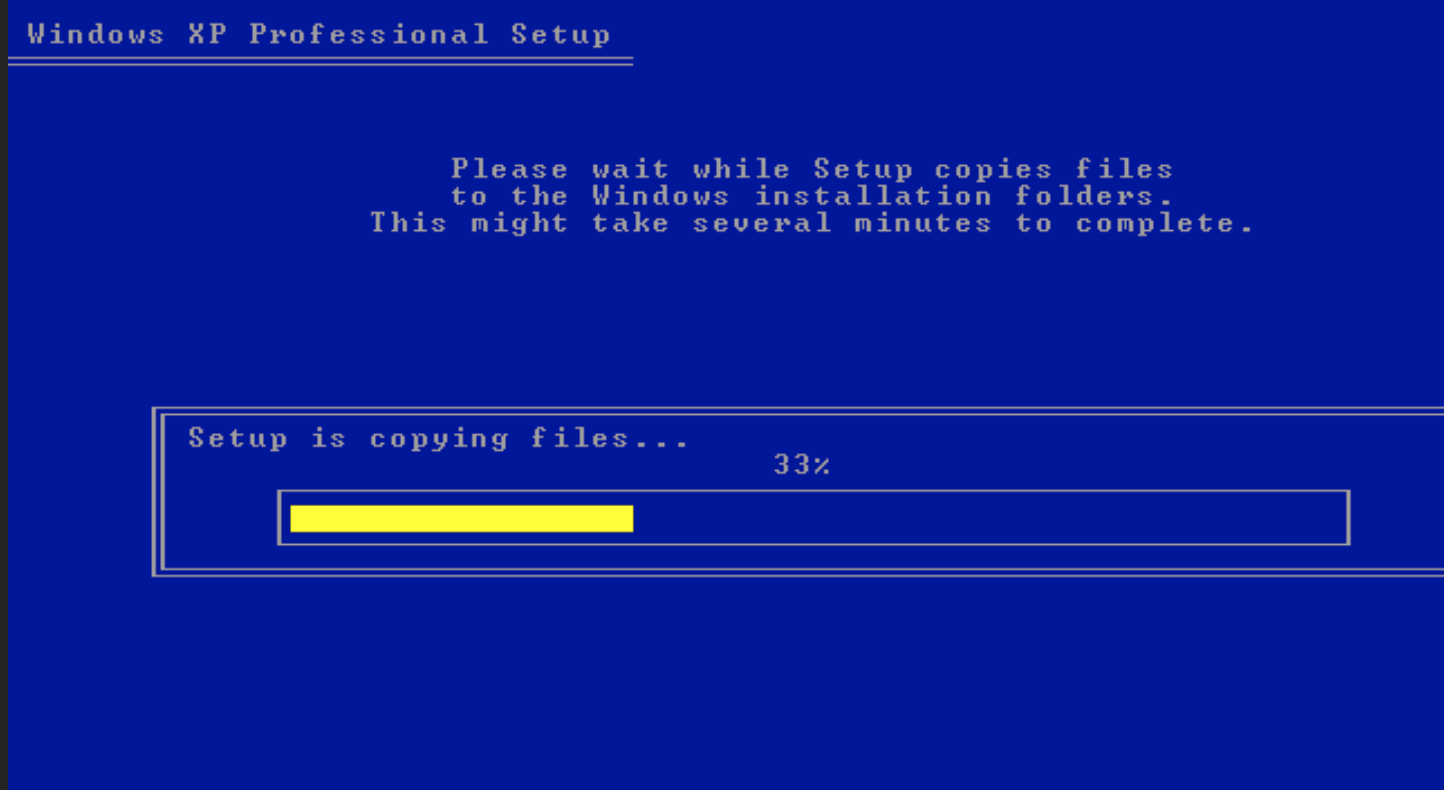 Windows XP Professional Setup
Please wait while Setup copies files
to the Windows installation folders.
This might take several minutes to complete.
Setup is copying files...
33%